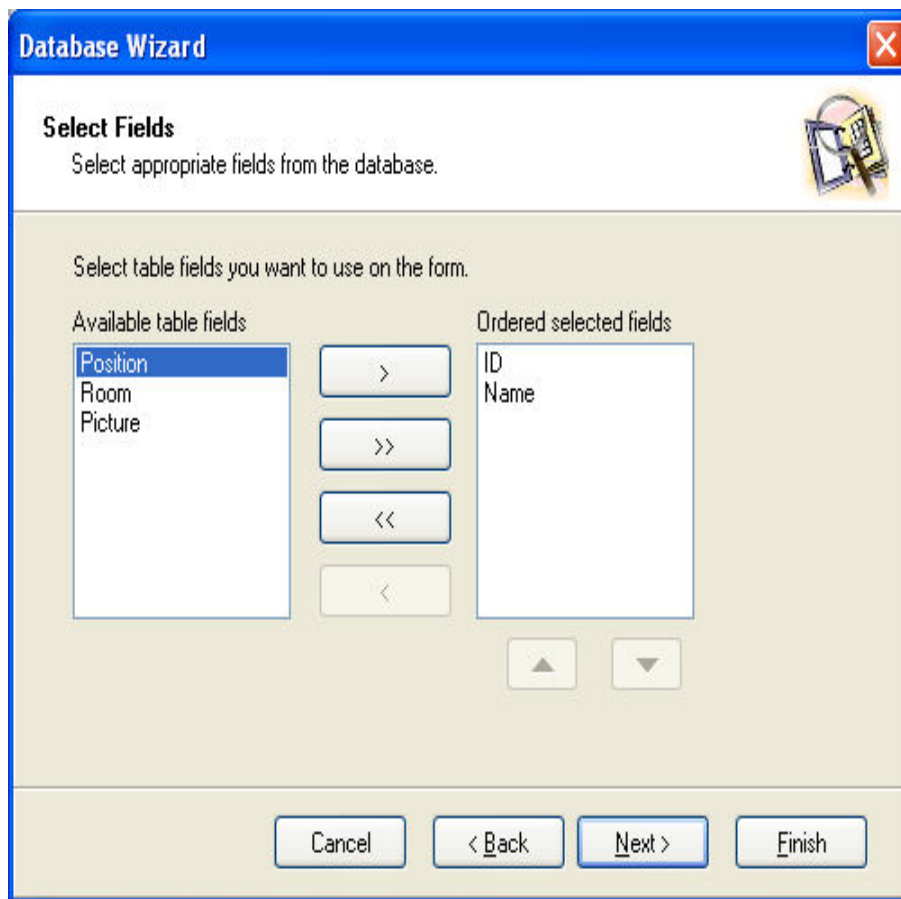 Database Wizard
Select Fields
Select appropriate fields from the database.
Select table fields you want to use on the form.
Available table fields
Position
Room
Picture
>
>>
<<
<
Ordered selected fields
ID
Name
Cancel
< Back
Next >
Finish